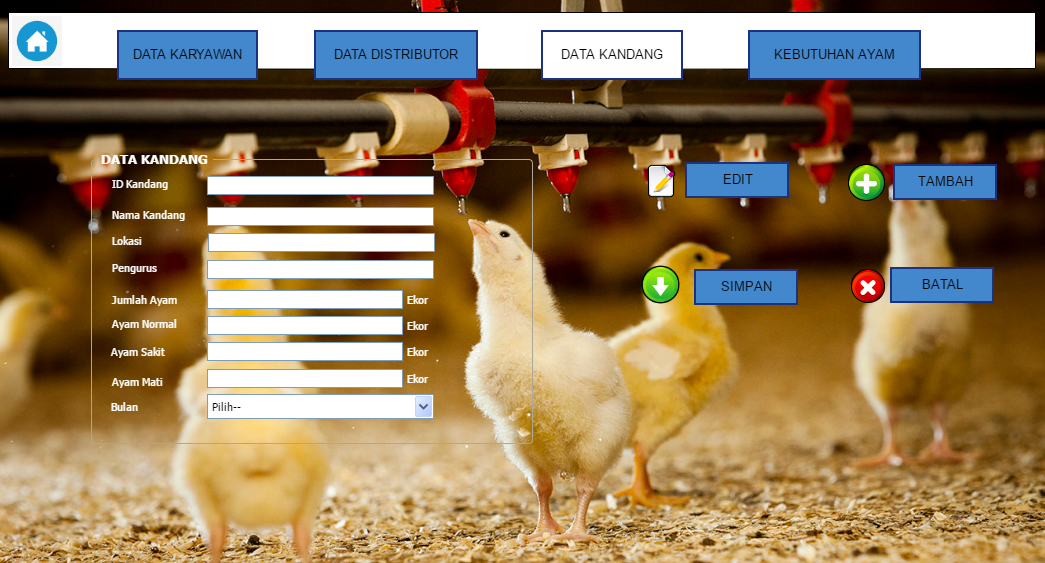 DATA KARYAWAN
DATA DISTRIBUTOR
DATA KANDANG
KEBUTUHAN AYAM
DATA KANDANG
ID Kandang
Nama Kandang
Lokasi
Pengurus
Jumlah Ayam Ekor
Ayam Normal Ekor
Ayam Sakit Ekor
Ayam Mati Ekor
Bulan Pilih--
EDIT
TAMBAH
SIMPAN
BATAL